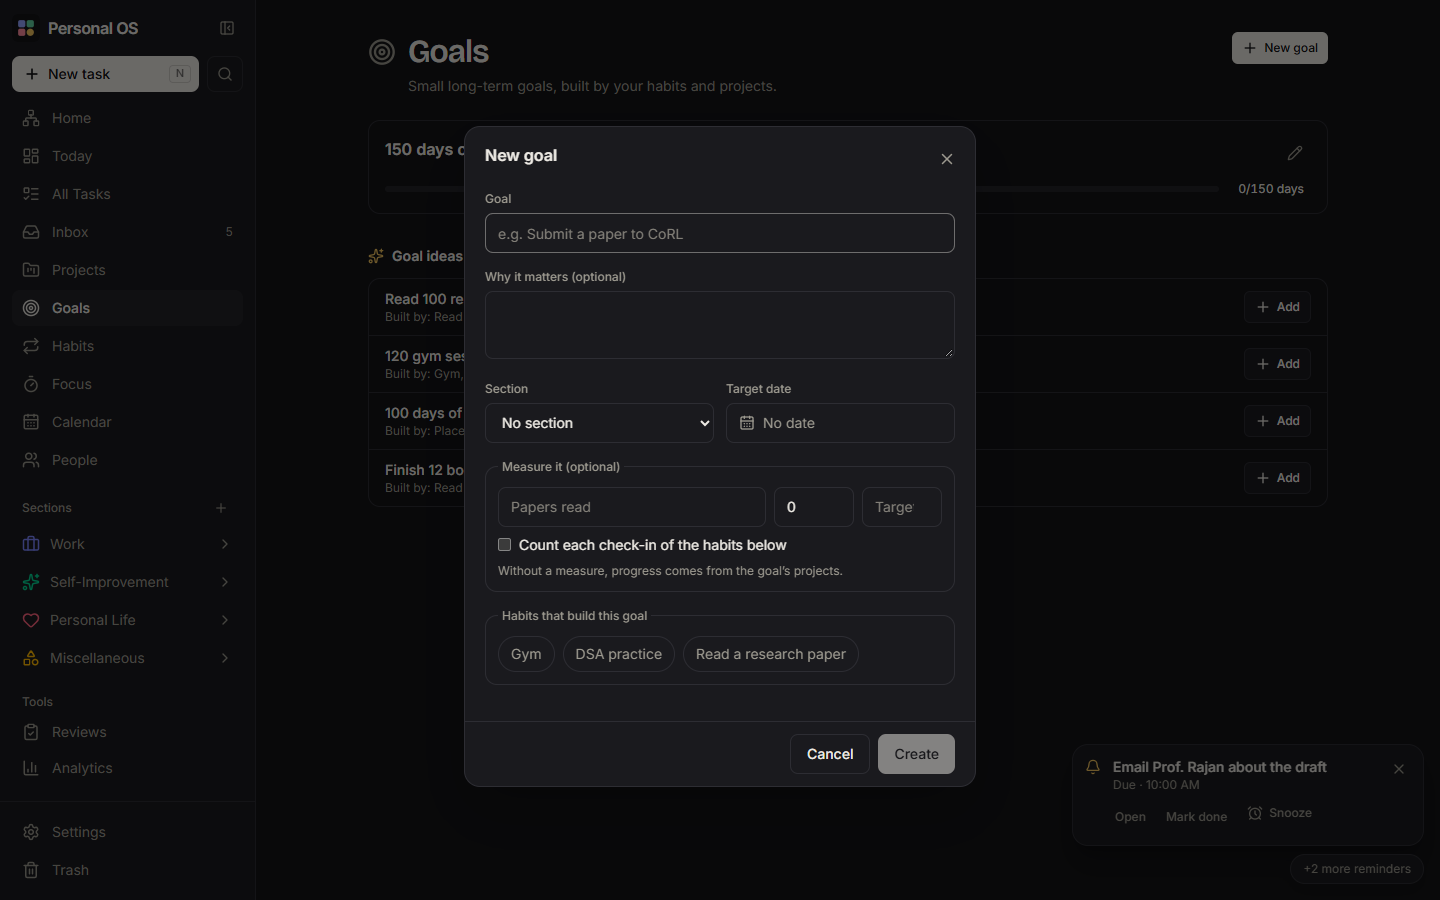 Personal OS
New task N
Home
Today
All Tasks
Inbox 5
Projects
Goals
Habits
Focus
Calendar
People
Sections
Work
Self-Improvement
Personal Life
Miscellaneous
Tools
Reviews
Analytics
Settings
Trash
Goals
New goal
Small long-term goals, built by your habits and projects.
150 days
0/150 days
Goal ideas
Read 100
Built by: Read
Add
120 gym
Built by: Gym,
Add
100 days of
Built by:
Add
Finish 12
Built by: Read
Add
New goal
Goal
e.g. Submit a paper to CoRL
Why it matters (optional)
Section
Target date
No section
No date
Measure it (optional)
Papers read
0
Targe
Count each check-in of the habits below
Without a measure, progress comes from the goal's projects.
Habits that build this goal
Gym
DSA practice
Read a research paper
Cancel
Create
Email Prof. Rajan about the draft
Due · 10:00 AM
Open
Mark done
Snooze
+2 more reminders